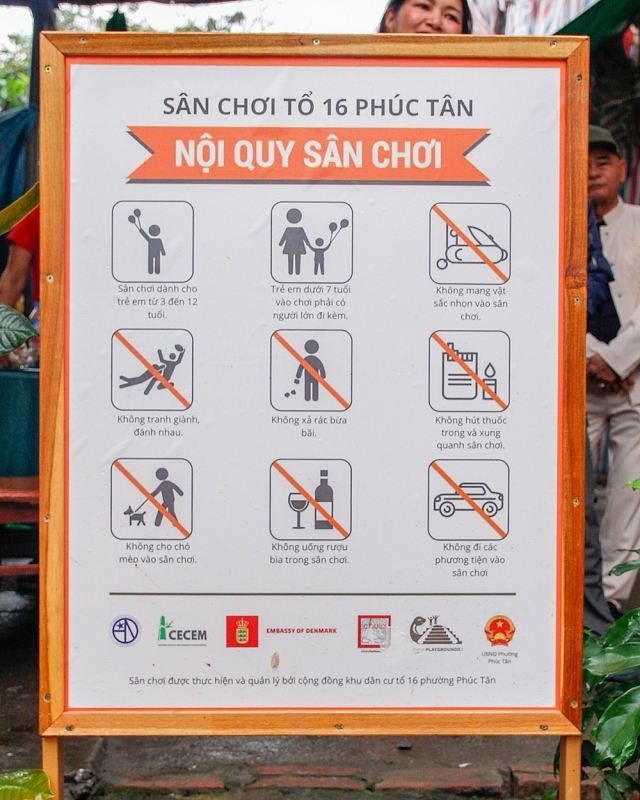 SÂN CHƠI TỔ 16 PHÚC TÂN
NỘI QUY SÂN CHƠI
Sân chơi dành cho
trẻ em từ 3 đến 12
tuổi.
Trẻ em dưới 7 tuổi
vào chơi phải có
người lớn đi kèm.
Không mang vật
sắc nhọn vào sân
chơi.
Không tranh giành,
đánh nhau.
Không xả rác bừa
bãi.
Không hút thuốc
trong và xung
quanh sân chơi.
Không cho chó
mèo vào sân chơi.
Không uống rượu
bia trong sân chơi.
Không đi các
phương tiện vào
sân chơi
CECEM
EMBASSY OF DENMARK
UBND Phường
Phúc Tân
Sân chơi được thực hiện và quản lý bởi cộng đồng khu dân cư tổ 16 phường Phúc Tân